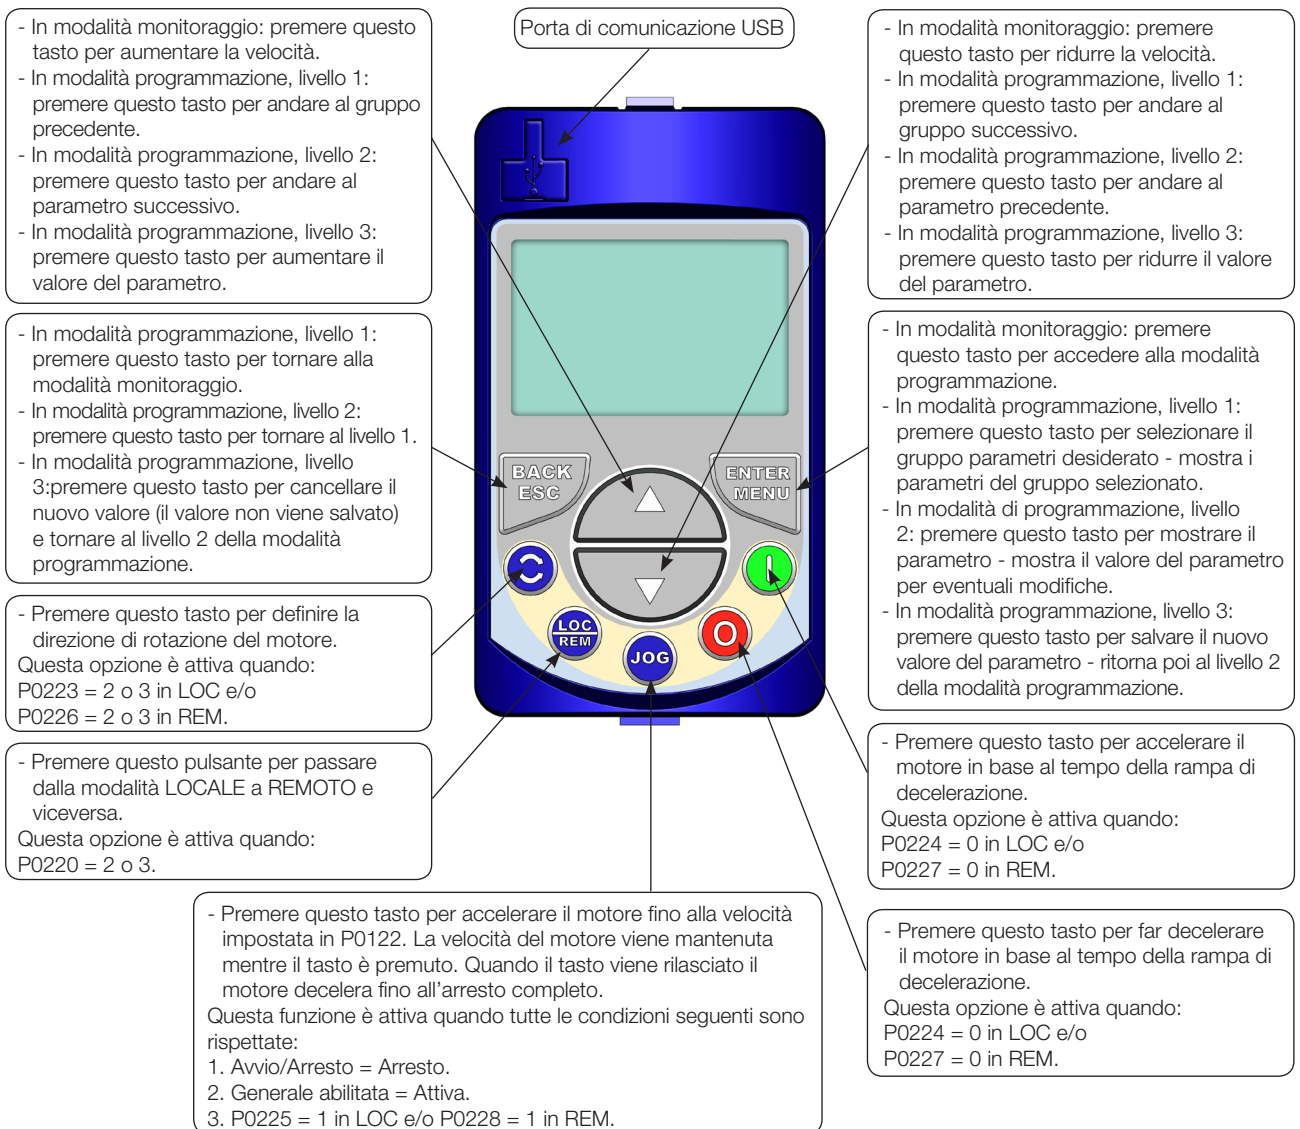 - In modalità monitoraggio: premere questo
tasto per aumentare la velocità.
- In modalità programmazione, livello 1:
premere questo tasto per andare al gruppo
precedente.
- In modalità programmazione, livello 2:
premere questo tasto per andare al
parametro successivo.
- In modalità programmazione, livello 3:
premere questo tasto per aumentare il
valore del parametro.
Porta di comunicazione USB
- In modalità monitoraggio: premere
questo tasto per ridurre la velocità.
- In modalità programmazione, livello 1:
premere questo tasto per andare al
gruppo successivo.
- In modalità programmazione, livello 2:
premere questo tasto per andare al
parametro precedente.
- In modalità programmazione, livello 3:
premere questo tasto per ridurre il valore
del parametro.
- In modalità programmazione, livello 1:
premere questo tasto per tornare alla
modalità monitoraggio.
- In modalità programmazione, livello 2:
premere questo tasto per tornare al livello 1.
- In modalità programmazione, livello
3:premere questo tasto per cancellare il
nuovo valore (il valore non viene salvato)
e tornare al livello 2 della modalità
programmazione.
- In modalità monitoraggio: premere
questo tasto per accedere alla modalità
programmazione.
- In modalità programmazione, livello 1:
premere questo tasto per selezionare il
gruppo parametri desiderato - mostra i
parametri del gruppo selezionato.
- In modalità di programmazione, livello
2: premere questo tasto per mostrare il
parametro - mostra il valore del parametro
per eventuali modifiche.
- In modalità programmazione, livello 3:
premere questo tasto per salvare il nuovo
valore del parametro - ritorna poi al livello 2
della modalità programmazione.
BACK
ESC
ENTER
MENU
LOC
REM
JOG
- Premere questo tasto per definire la
direzione di rotazione del motore.
Questa opzione è attiva quando:
P0223 = 2 o 3 in LOC e/o
P0226 = 2 o 3 in REM.
- Premere questo pulsante per passare
dalla modalità LOCALE a REMOTO e
viceversa.
Questa opzione è attiva quando:
P0220 = 2 o 3.
- Premere questo tasto per accelerare il
motore in base al tempo della rampa di
decelerazione.
Questa opzione è attiva quando:
P0224 = 0 in LOC e/o
P0227 = 0 in REM.
- Premere questo tasto per accelerare il motore fino alla velocità
impostata in P0122. La velocità del motore viene mantenuta
mentre il tasto è premuto. Quando il tasto viene rilasciato il
motore decelera fino all'arresto completo.
Questa funzione è attiva quando tutte le condizioni seguenti sono
rispettate:
1. Avvio/Arresto = Arresto.
2. Generale abilitata = Attiva.
3. P0225 = 1 in LOC e/o P0228 = 1 in REM.
- Premere questo tasto per far decelerare
il motore in base al tempo della rampa di
decelerazione.
Questa opzione è attiva quando:
P0224 = 0 in LOC e/o
P0227 = 0 in REM.